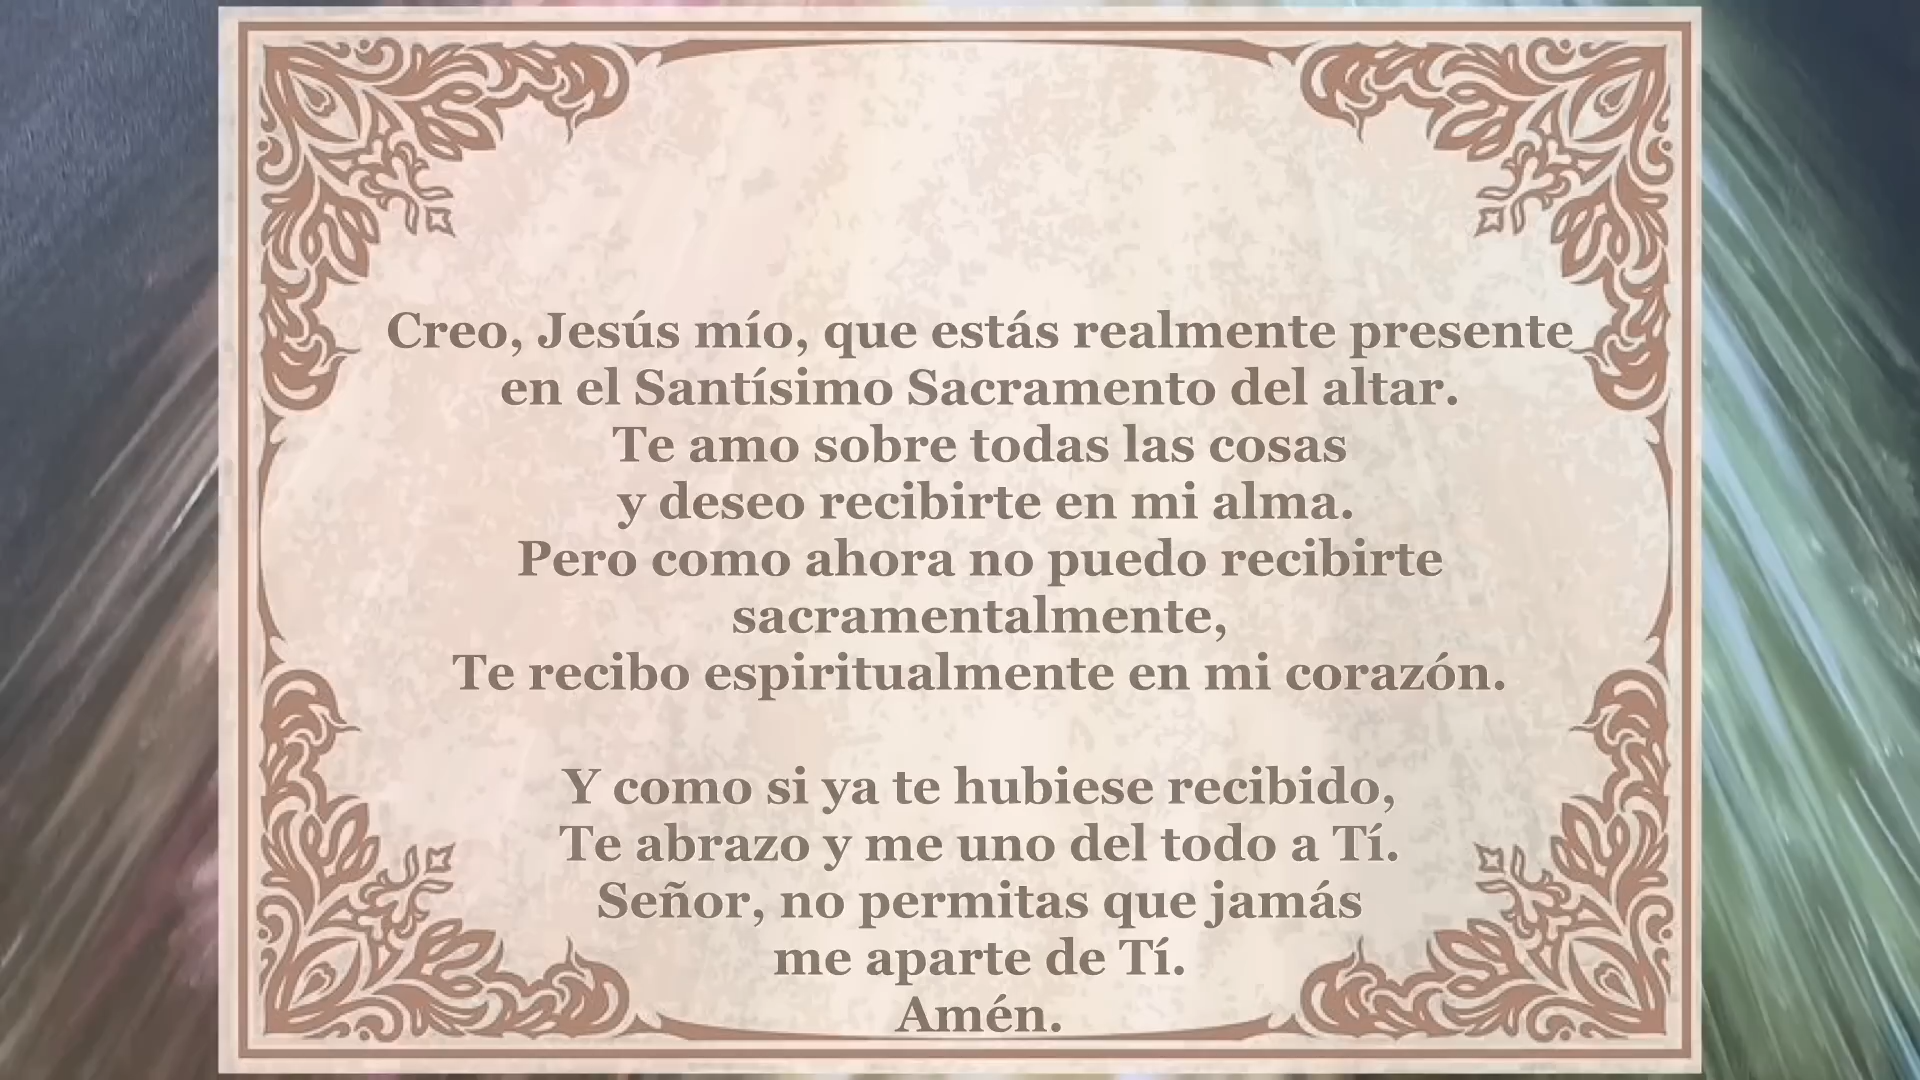 Creo, Jesús mío, que estás realmente presente
en el Santísimo Sacramento del altar.
Te amo sobre todas las cosas
y deseo recibirte en mi alma.
Pero como ahora no puedo recibirte
sacramentalmente,
Te recibo espiritualmente en mi corazón.
Y como si ya te hubiese recibido,
Te abrazo y me uno del todo a Tí.
Señor, no permitas que jamás
me aparte de Tí.
Amén.